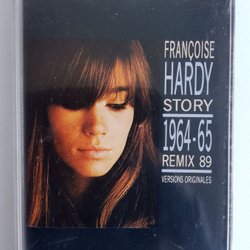 FRANÇOISE
HARDY
STORY
1964-65
REMIX 89
VERSIONS ORIGINALES